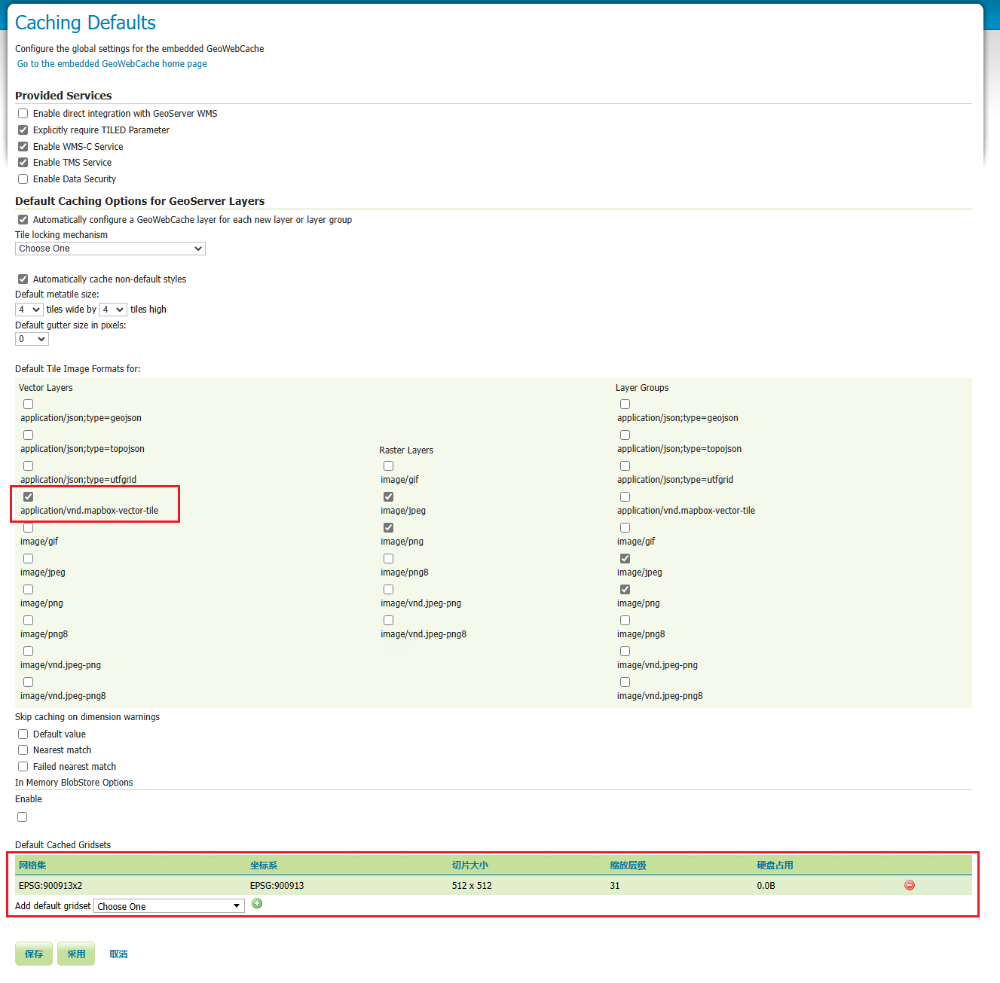 Caching Defaults
Configure the global settings for the embedded GeoWebCache
Go to the embedded GeoWebCache home page
Provided Services
Enable direct integration with GeoServer WMS
Explicitly require TILED Parameter
Enable WMS-C Service
Enable TMS Service
Enable Data Security
Default Caching Options for GeoServer Layers
Automatically configure a GeoWebCache layer for each new layer or layer group
Tile locking mechanism
Choose One
Automatically cache non-default styles
Default metatile size:
4 tiles wide by 4 tiles high
Default gutter size in pixels:
0
Default Tile Image Formats for:
Vector Layers
application/json;type=geojson
application/json;type=topojson
application/json;type=utfgrid
application/vnd.mapbox-vector-tile
image/gif
image/jpeg
image/png
image/png8
image/vnd.jpeg-png
image/vnd.jpeg-png8
Raster Layers
image/gif
image/jpeg
image/png
image/png8
image/vnd.jpeg-png
image/vnd.jpeg-png8
Layer Groups
application/json;type=geojson
application/json;type=topojson
application/json;type=utfgrid
application/vnd.mapbox-vector-tile
image/gif
image/jpeg
image/png
image/png8
image/vnd.jpeg-png
image/vnd.jpeg-png8
Skip caching on dimension warnings
Default value
Nearest match
Failed nearest match
In Memory BlobStore Options
Enable
Default Cached Gridsets
网格集 坐标系 切片大小 缩放层级 硬盘占用
EPSG:900913x2 EPSG:900913 512 x 512 31 0.0B
Add default gridset Choose One
保存 采用 取消